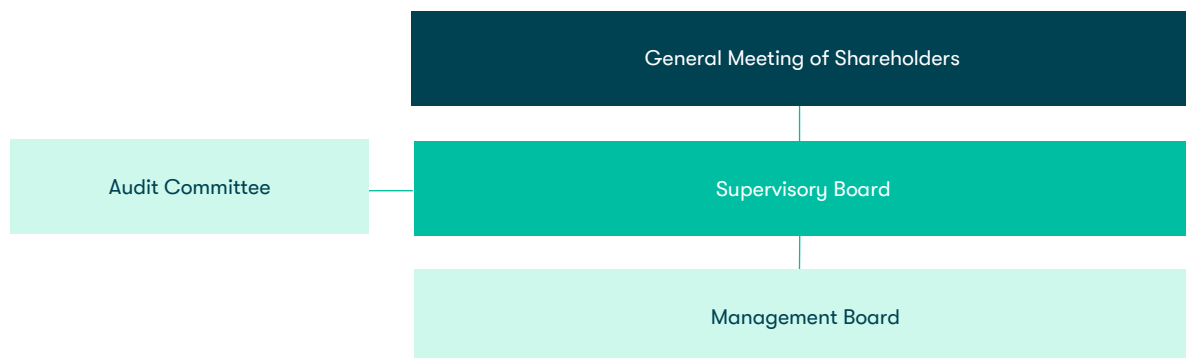 General Meeting of Shareholders
Audit Committee
Supervisory Board
Management Board